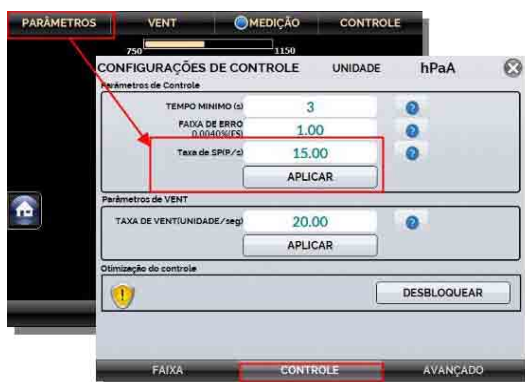 PARÂMETROS VENT MEDIÇÃO CONTROLE
750 1150
CONFIGURAÇÕES DE CONTROLE UNIDADE hPaA
Parâmetros de Controle
TEMPO MINIMO (s) 3
FAIXA DE ERRO 1.00
0.0040%(FS)
Taxa de SP(P/s) 15.00
APLICAR
Parâmetros de VENT
TAXA DE VENT(UNIDADE/seg) 20.00
APLICAR
Otimização do controle
DESBLOQUEAR
FAIXA CONTROLE AVANÇADO